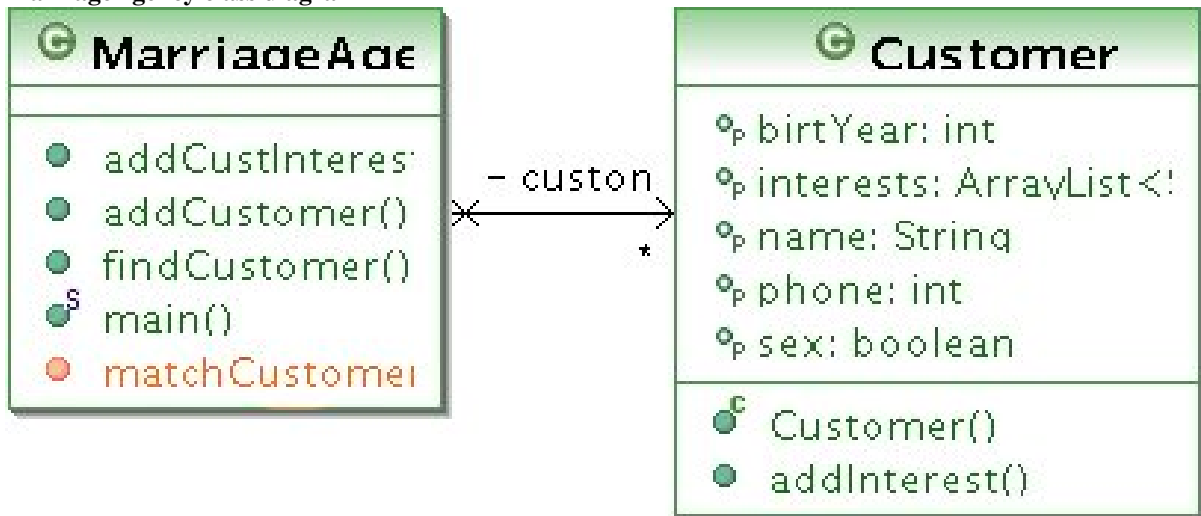 MarriageAge
addCustInteres
addCustomer()
findCustomer()
main()
matchCustomer
- custon
*
Customer
birtYear: int
interests: ArrayList<
name: String
phone: int
sex: boolean
Customer()
addInterest()